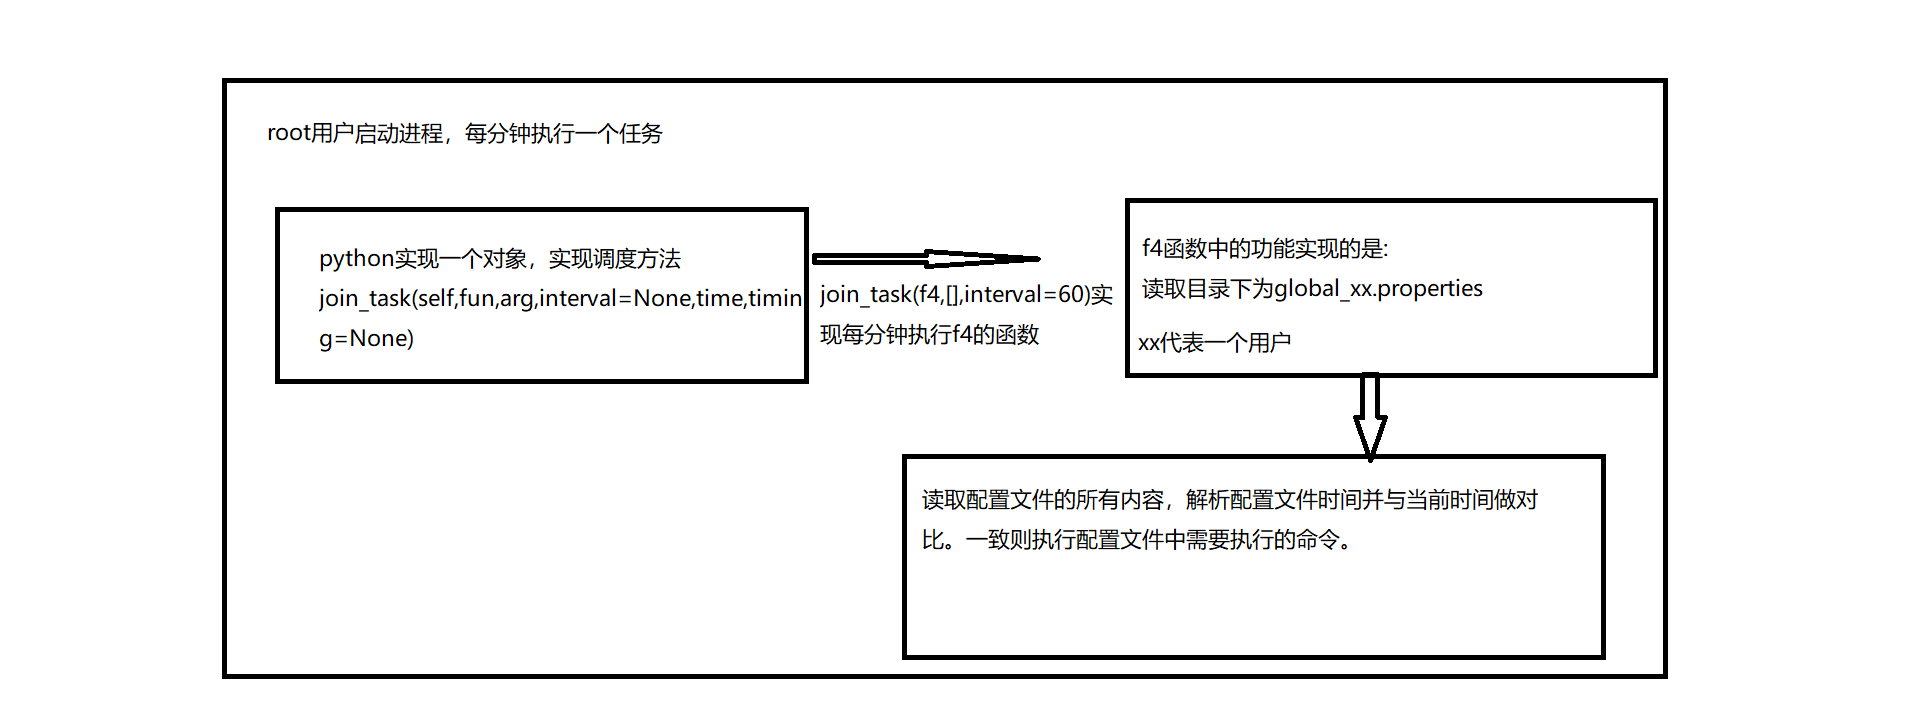 root用户启动进程，每分钟执行一个任务
python实现一个对象，实现调度方法
join_task(self,fun,arg,interval=None,time,timin
g=None)
join_task(f4,[],interval=60)实
现每分钟执行f4的函数
f4函数中的功能实现的是:
读取目录下为global_xx.properties
xx代表一个用户
读取配置文件的所有内容，解析配置文件时间并与当前时间做对
比。一致则执行配置文件中需要执行的命令。